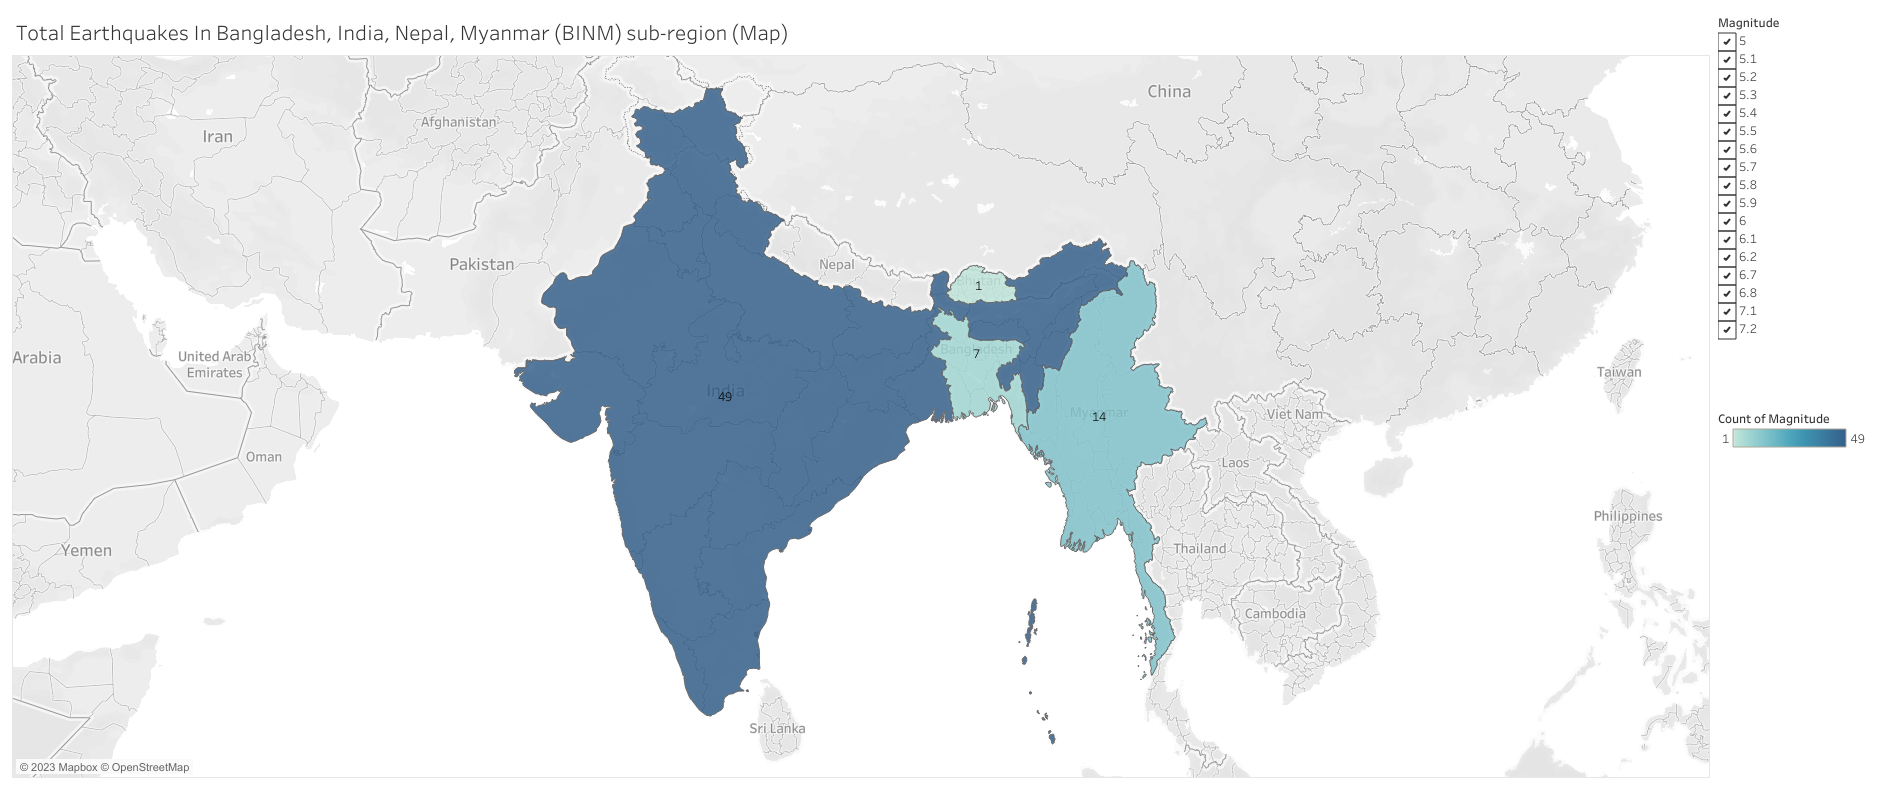 Total Earthquakes In Bangladesh, India, Nepal, Myanmar (BINM) sub-region (Map)
China
Afghanistan
Iran
Pakistan
Nepal
Bhutan
1
Arabia
United Arab
Emirates
Bangladesh
7
India
49
Myanmar
14
Taiwan
Viet Nam
Oman
Laos
Philippines
Yemen
Thailand
Cambodia
Sri Lanka
© 2023 Mapbox © OpenStreetMap
Magnitude
5
5.1
5.2
5.3
5.4
5.5
5.6
5.7
5.8
5.9
6
6.1
6.2
6.7
6.8
7.1
7.2
Count of Magnitude
1 49